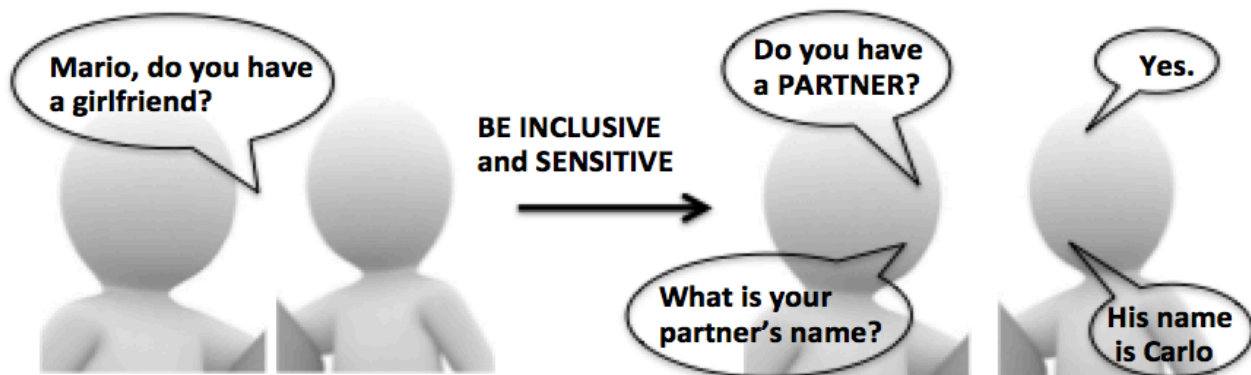 Mario, do you have
a girlfriend?
BE INCLUSIVE
and SENSITIVE
Do you have
a PARTNER?
Yes.
What is your
partner’s name?
His name
is Carlo